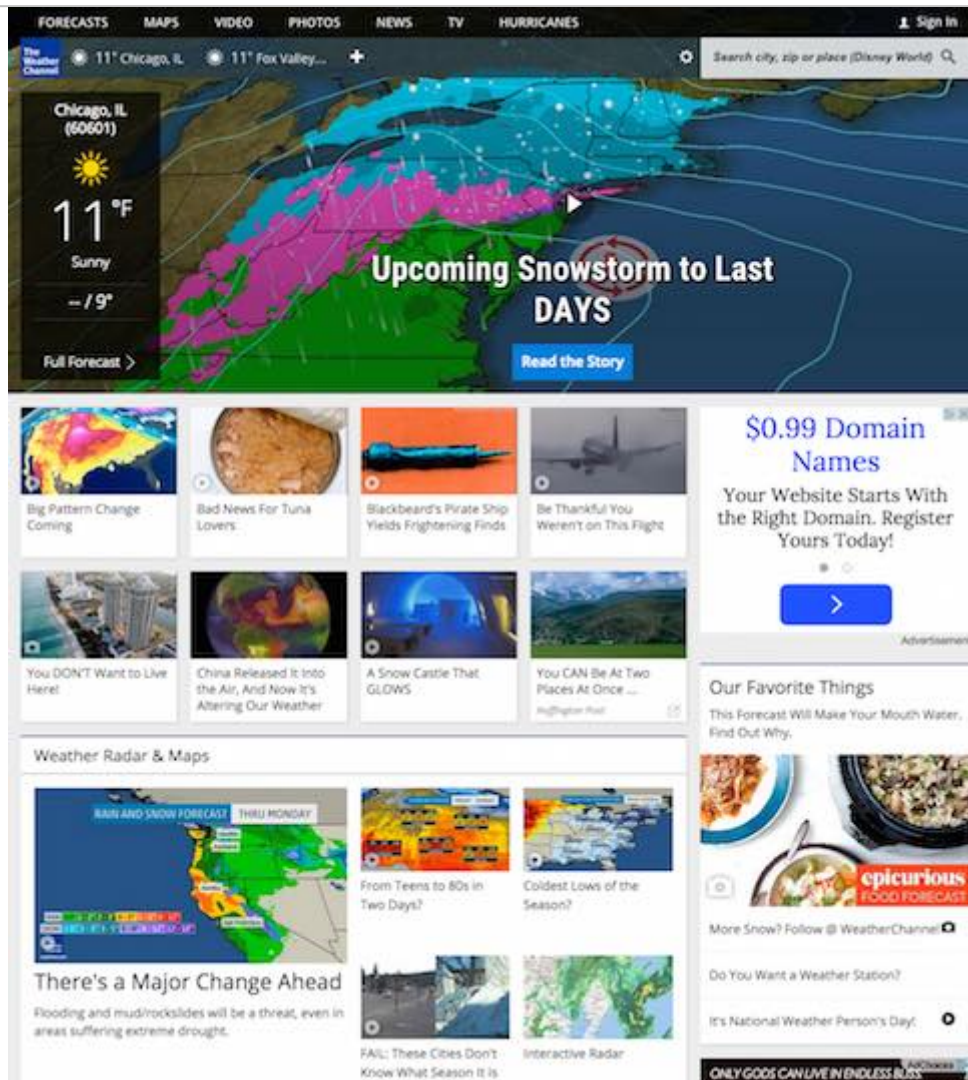 FORECASTS MAPS VIDEO PHOTOS NEWS TV HURRICANES Sign In
The Weather Channel
11° Chicago, IL 11° Fox Valley... +
Search city, zip or place (Disney World)
Chicago, IL
(60601)
11°F
Sunny
-- / 9°
Full Forecast >
Upcoming Snowstorm to Last
DAYS
Read the Story
Big Pattern Change
Coming
Bad News For Tuna
Lovers
Blackbeard's Pirate Ship
Yields Frightening Finds
Be Thankful You
Weren't on This Flight
$0.99 Domain
Names
Your Website Starts With
the Right Domain. Register
Yours Today!
Advertisement
You DON'T Want to Live
Here!
China Released It Into
the Air, And Now It's
Altering Our Weather
A Snow Castle That
GLOWS
You CAN Be At Two
Places At Once ...
Huffington Post
Our Favorite Things
This Forecast Will Make Your Mouth Water.
Find Out Why.
epicurious
FOOD FORECAST
More Snow? Follow @ WeatherChannel
Do You Want a Weather Station?
It's National Weather Person's Day!
Weather Radar & Maps
RAIN AND SNOW FORECAST THRU MONDAY
There's a Major Change Ahead
Flooding and mud/rockslides will be a threat, even in
areas suffering extreme drought.
From Teens to 80s in
Two Days?
Coldest Lows of the
Season?
FAIL: These Cities Don't
Know What Season It Is
Interactive Radar
AdChoices
ONLY GODS CAN LIVE IN ENDLESS BLISS.